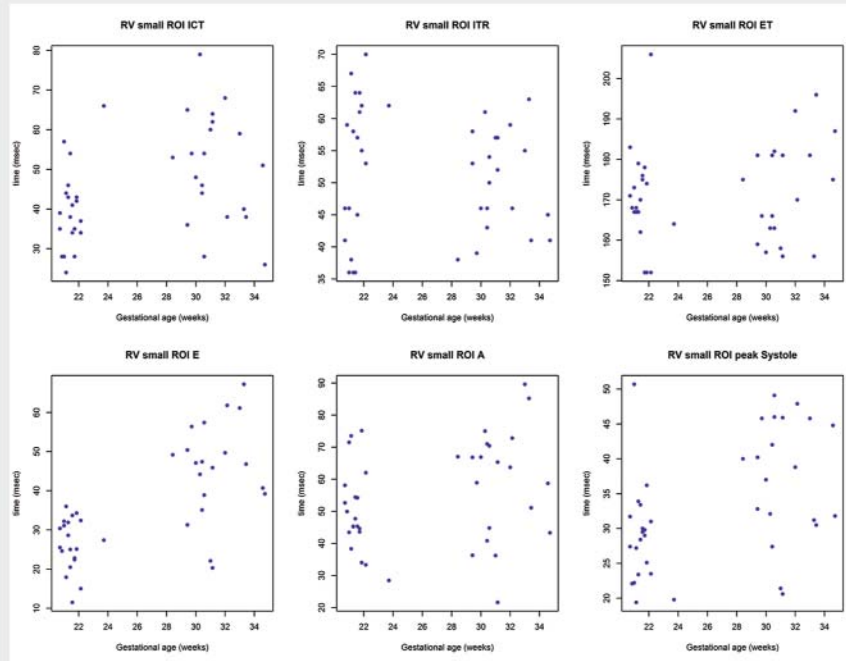 RV small ROI ICT
time (msec)
80
70
60
50
40
30
22 24 26 28 30 32 34
Gestational age (weeks)
RV small ROI ITR
time (msec)
70
65
60
55
50
45
40
35
22 24 26 28 30 32 34
Gestational age (weeks)
RV small ROI ET
time (msec)
200
190
180
170
160
150
22 24 26 28 30 32 34
Gestational age (weeks)
RV small ROI E
time (msec)
60
50
40
30
20
10
22 24 26 28 30 32 34
Gestational age (weeks)
RV small ROI A
time (msec)
90
80
70
60
50
40
30
20
22 24 26 28 30 32 34
Gestational age (weeks)
RV small ROI peak Systole
time (msec)
50
45
40
35
30
25
20
22 24 26 28 30 32 34
Gestational age (weeks)